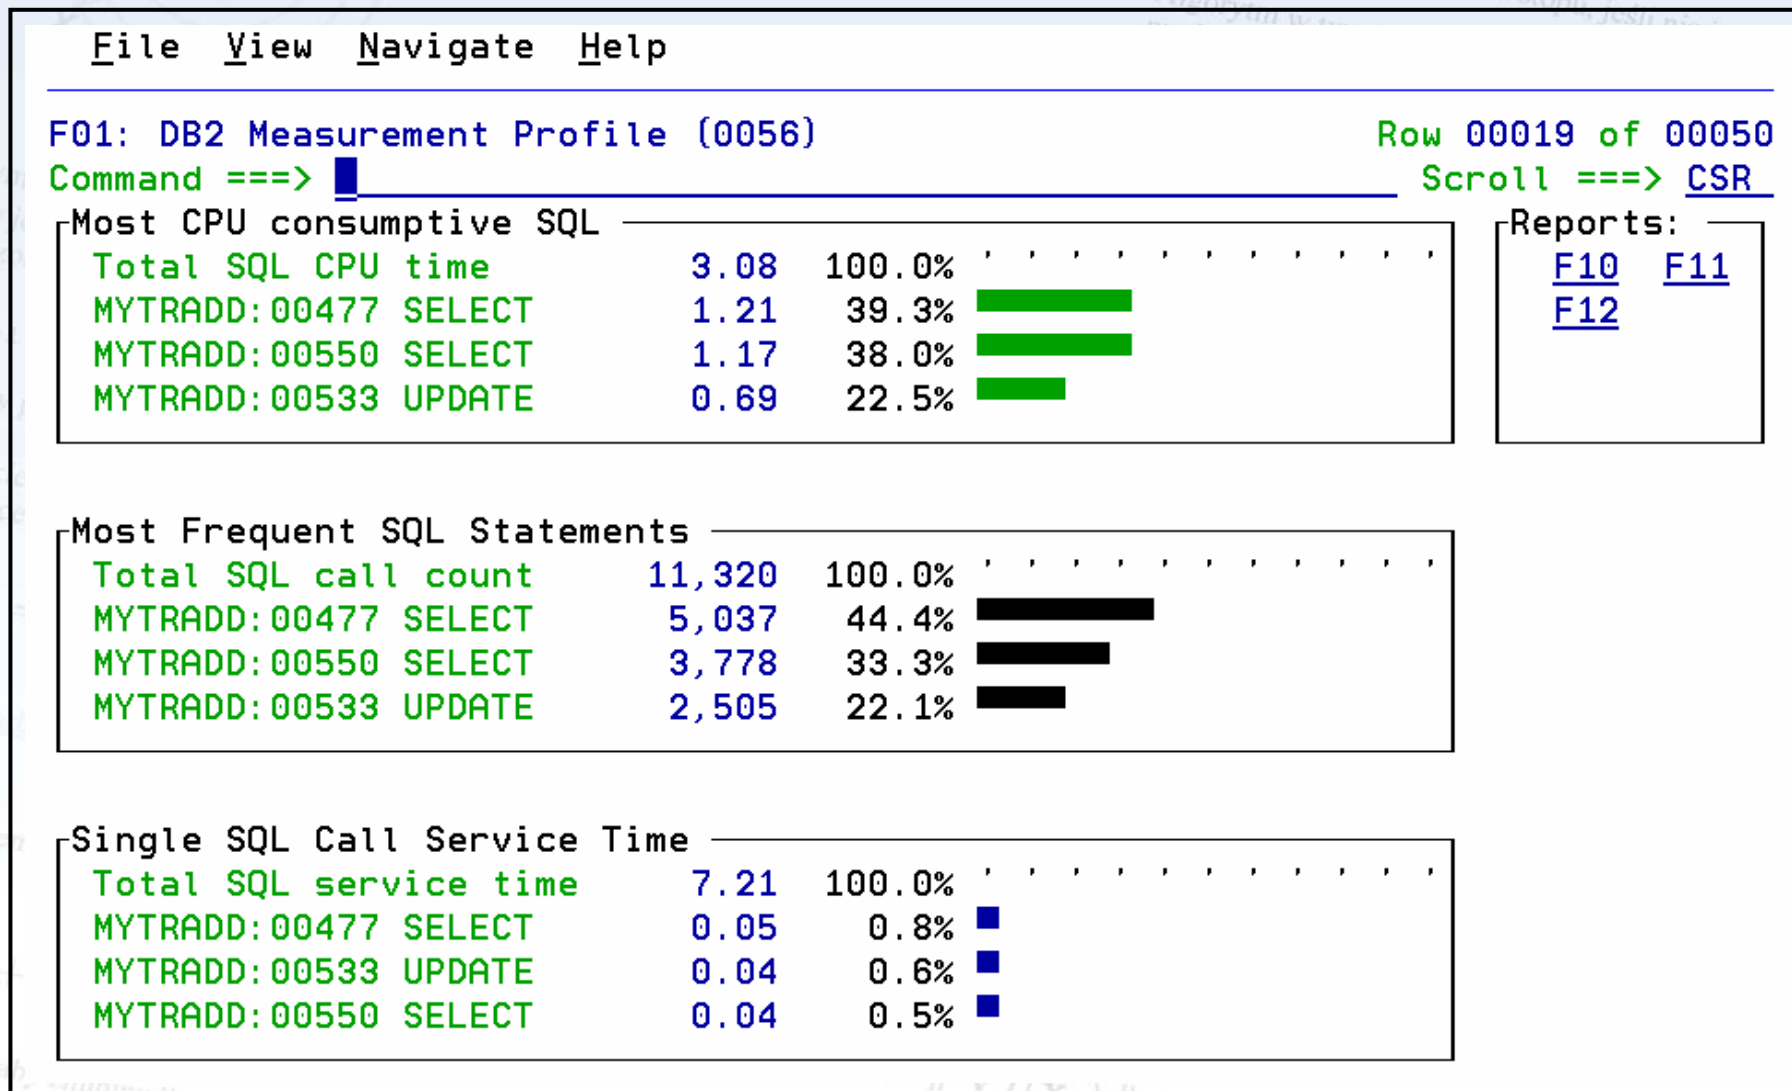 File View Navigate Help
F01: DB2 Measurement Profile (0056) Row 00019 of 00050
Command ===> Scroll ===> CSR
Most CPU consumptive SQL Reports:
Total SQL CPU time 3.08 100.0% F10 F11
MYTRADD:00477 SELECT 1.21 39.3% F12
MYTRADD:00550 SELECT 1.17 38.0%
MYTRADD:00533 UPDATE 0.69 22.5%
Most Frequent SQL Statements
Total SQL call count 11,320 100.0%
MYTRADD:00477 SELECT 5,037 44.4%
MYTRADD:00550 SELECT 3,778 33.3%
MYTRADD:00533 UPDATE 2,505 22.1%
Single SQL Call Service Time
Total SQL service time 7.21 100.0%
MYTRADD:00477 SELECT 0.05 0.8%
MYTRADD:00533 UPDATE 0.04 0.6%
MYTRADD:00550 SELECT 0.04 0.5%